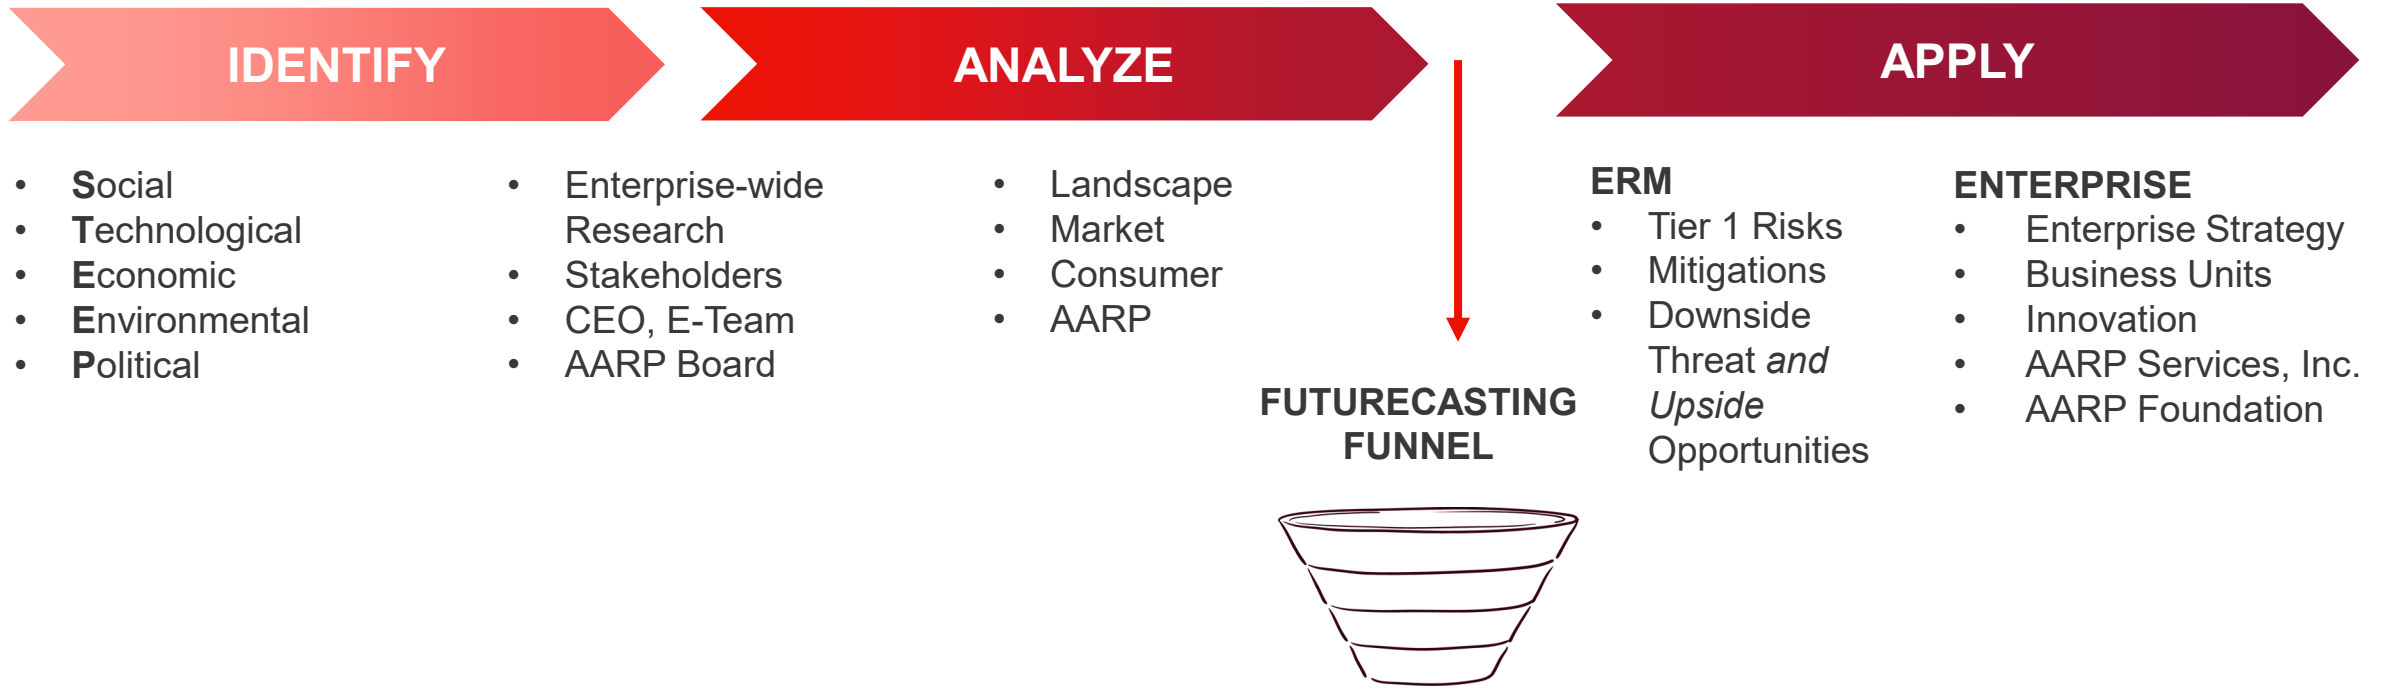 IDENTIFY
• Social
• Technological
• Economic
• Environmental
• Political
• Enterprise-wide
Research
• Stakeholders
• CEO, E-Team
• AARP Board
ANALYZE
• Landscape
• Market
• Consumer
• AARP
FUTURECASTING
FUNNEL
APPLY
ERM
• Tier 1 Risks
• Mitigations
• Downside
Threat and
Upside
Opportunities
ENTERPRISE
• Enterprise Strategy
• Business Units
• Innovation
• AARP Services, Inc.
• AARP Foundation